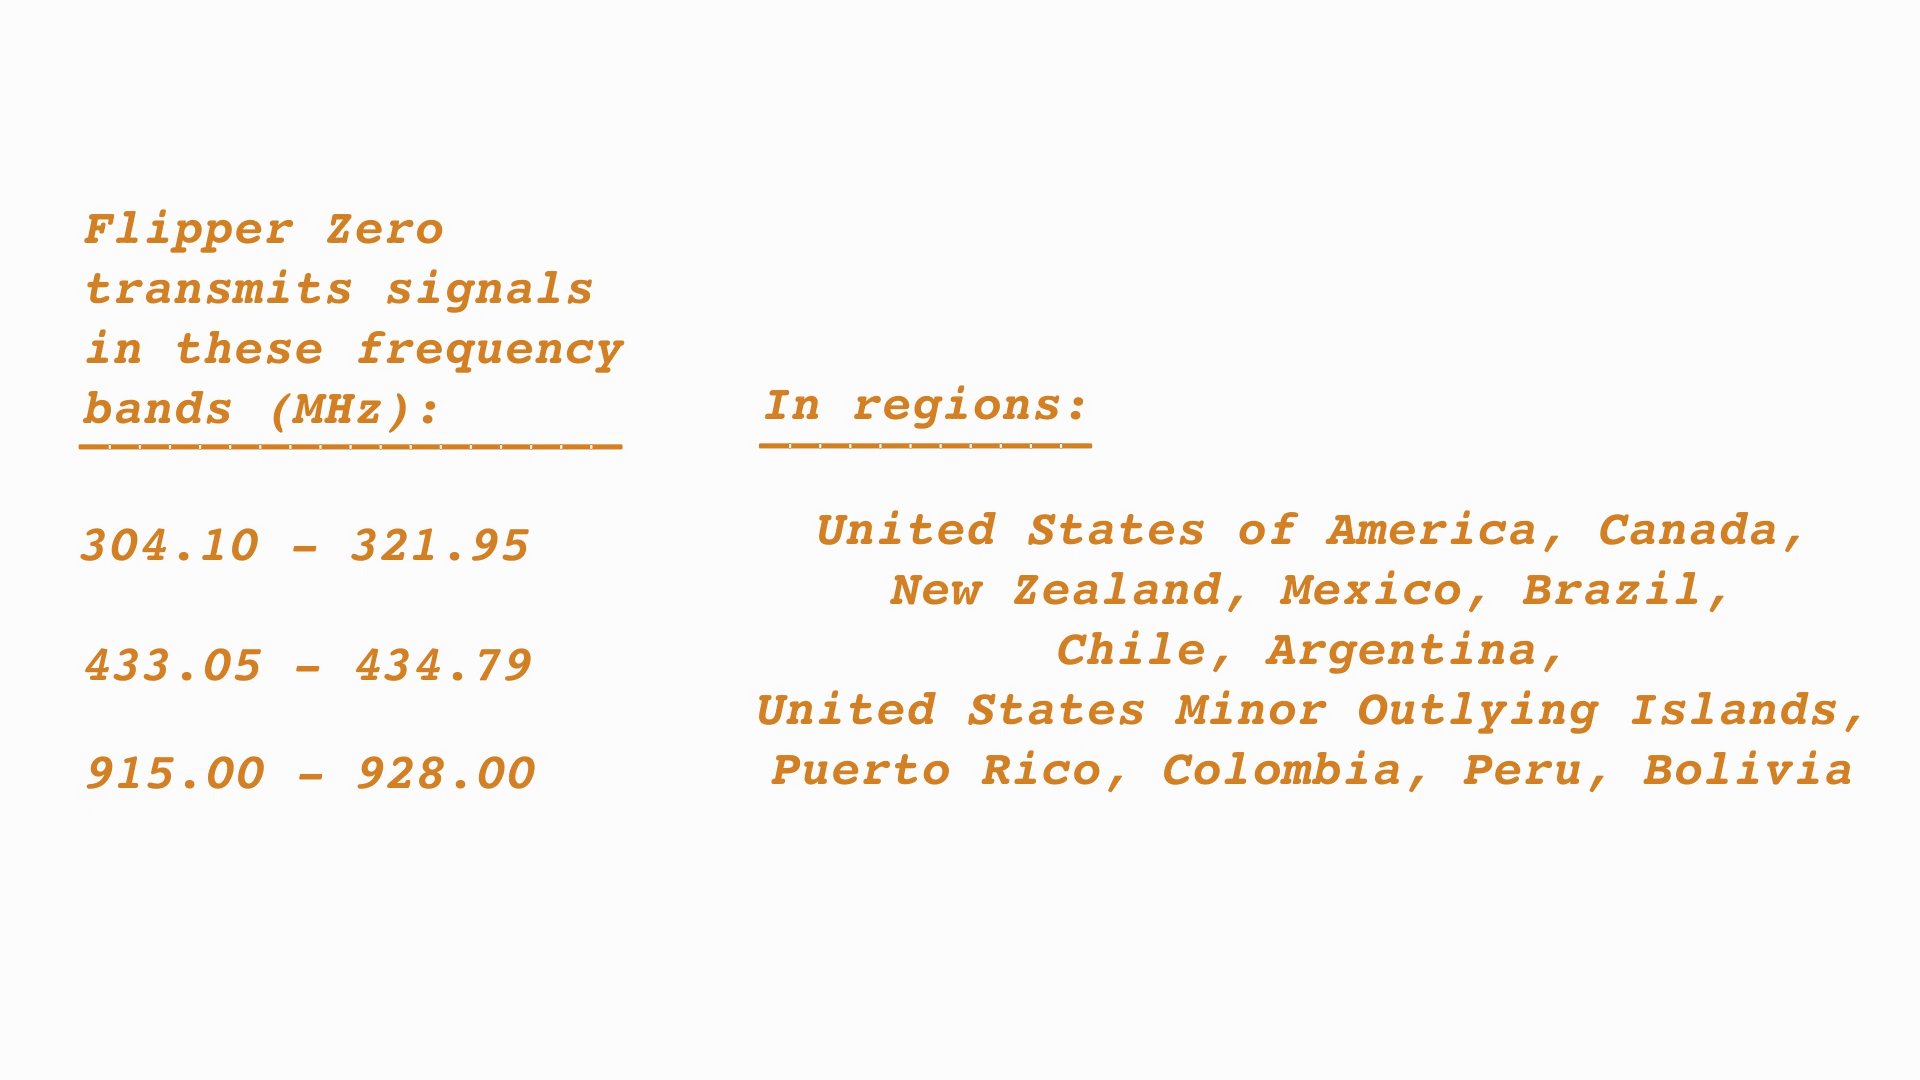 Flipper Zero
transmits signals
in these frequency
bands (MHz):
304.10 – 321.95
433.05 – 434.79
915.00 – 928.00
In regions:
United States of America, Canada,
New Zealand, Mexico, Brazil,
Chile, Argentina,
United States Minor Outlying Islands,
Puerto Rico, Colombia, Peru, Bolivia